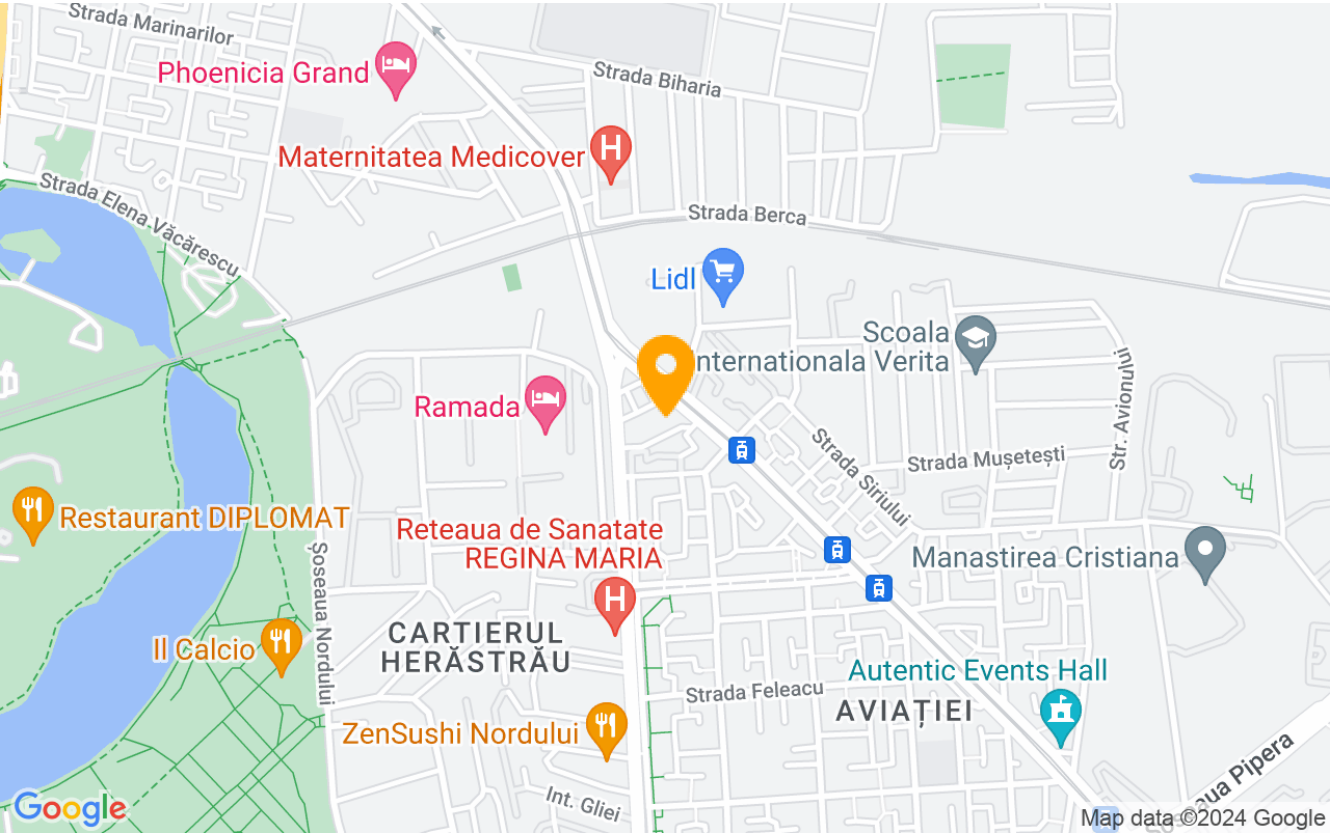 Strada Marinarilor
Phoenicia Grand
Strada Biharia
Maternitatea Medicover
H
Strada Elena Văcărescu
Strada Berca
Lidl
Scoala
Internationala Verita
Ramada
Str. Avionului
Strada Siriului
Strada Mușetești
Restaurant DIPLOMAT
Reteaua de Sanatate
REGINA MARIA
H
Manastirea Cristiana
Șoseaua Nordului
CARTIERUL
HERĂSTRĂU
Il Calcio
Autentic Events Hall
Strada Feleacu
AVIAȚIEI
ZenSushi Nordului
Int. Gliei
Pipera
Google
Map data ©2024 Google